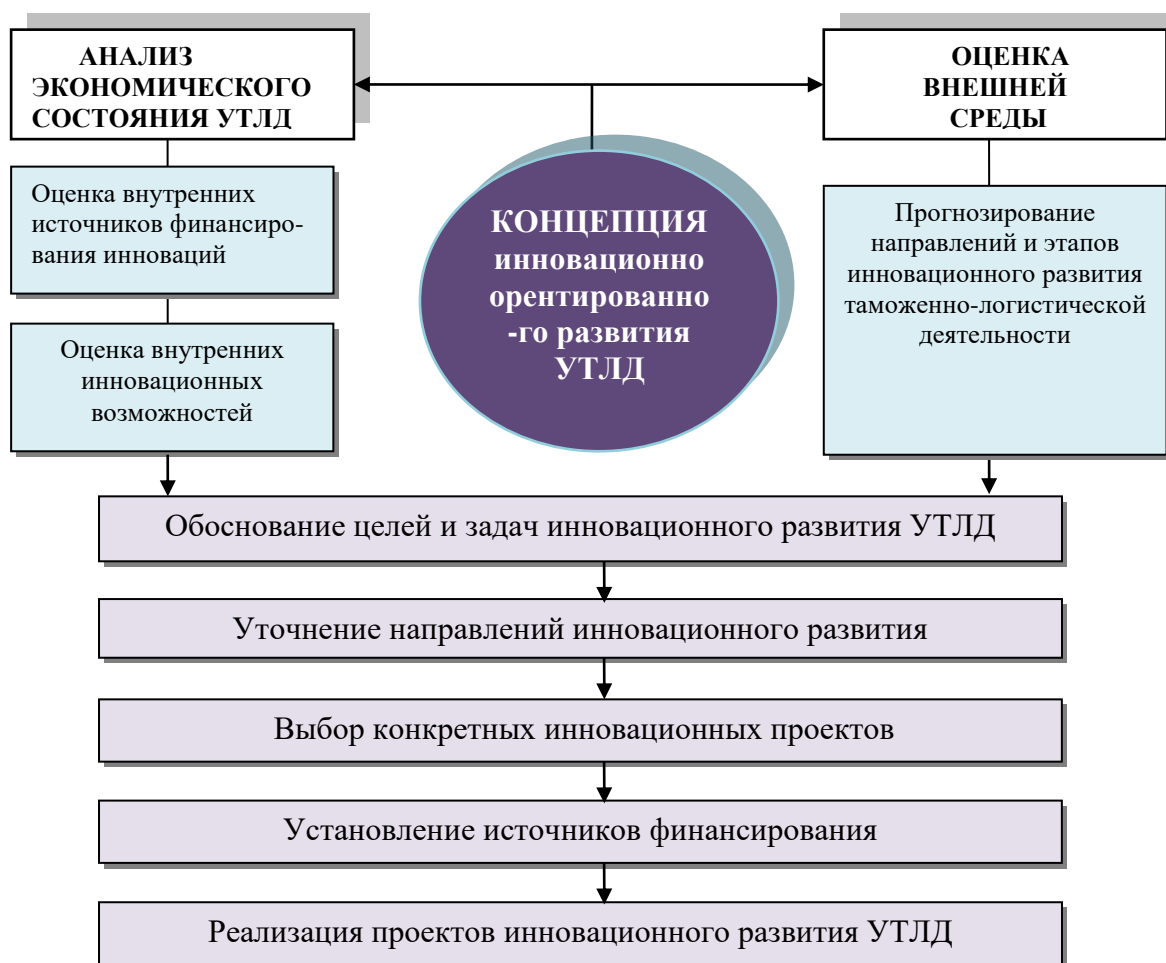 АНАЛИЗ
ЭКОНОМИЧЕСКОГО
СОСТОЯНИЯ УТЛД
ОЦЕНКА
ВНЕШНЕЙ
СРЕДЫ
Оценка внутренних
источников финансиро-
вания инноваций
Оценка внутренних
инновационных
возможностей
КОНЦЕПЦИЯ
инновационно
орентированно
-го развития
УТЛД
Прогнозирование
направлений и этапов
инновационного развития
таможенно-логистической
деятельности
Обоснование целей и задач инновационного развития УТЛД
Уточнение направлений инновационного развития
Выбор конкретных инновационных проектов
Установление источников финансирования
Реализация проектов инновационного развития УТЛД